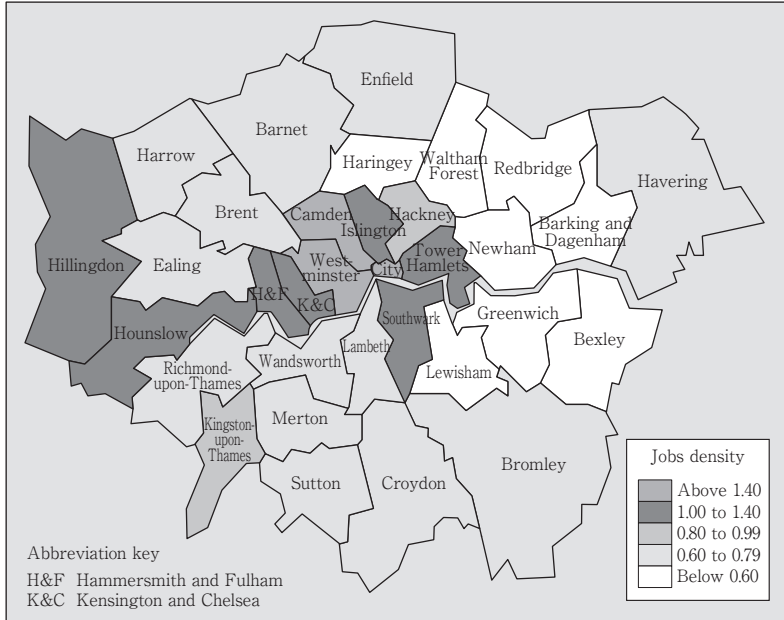 Enfield
Barnet
Harrow
Haringey
Waltham
Forest
Redbridge
Havering
Brent
Camden
Islington
Hackney
Barking and
Dagenham
Hillingdon
Ealing
West-
minster
City
Tower
Hamlets
Newham
H&F
K&C
Hounslow
Southwark
Greenwich
Bexley
Richmond-
upon-Thames
Wandsworth
Lambeth
Lewisham
Kingston-
upon-
Thames
Merton
Sutton
Croydon
Bromley
Jobs density
Above 1.40
1.00 to 1.40
0.80 to 0.99
0.60 to 0.79
Below 0.60
Abbreviation key
H&F Hammersmith and Fulham
K&C Kensington and Chelsea